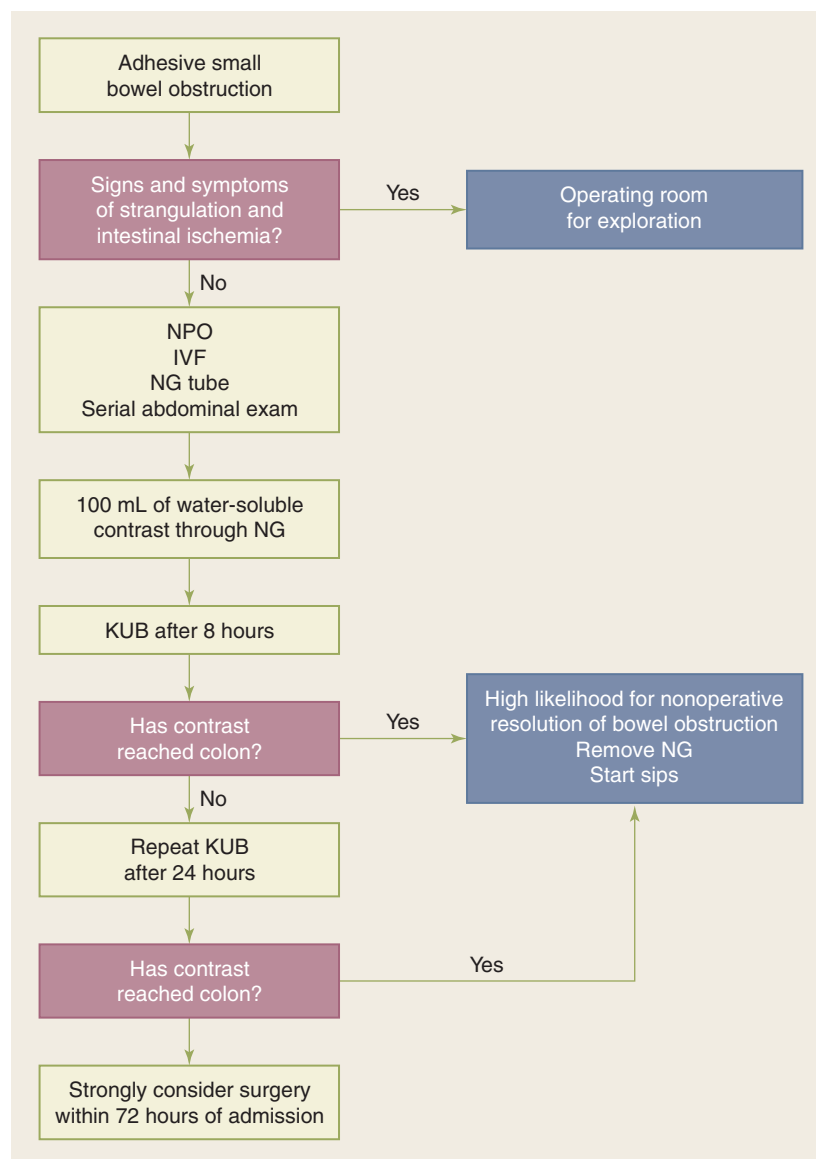 Adhesive small
bowel obstruction
Signs and symptoms
of strangulation and
intestinal ischemia?
Yes
Operating room
for exploration
No
NPO
IVF
NG tube
Serial abdominal exam
100 mL of water-soluble
contrast through NG
KUB after 8 hours
Has contrast
reached colon?
Yes
High likelihood for nonoperative
resolution of bowel obstruction
Remove NG
Start sips
No
Repeat KUB
after 24 hours
Has contrast
reached colon?
Yes
Strongly consider surgery
within 72 hours of admission